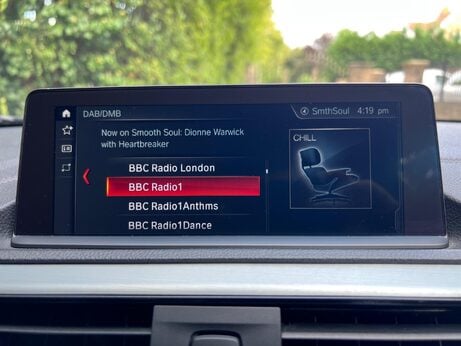 DAB/DMB
SmthSoul 4:19 pm
Now on Smooth Soul: Dionne Warwick
with Heartbreaker
CHILL
BBC Radio London
BBC Radio1
BBC Radio1Anthms
BBC Radio1Dance